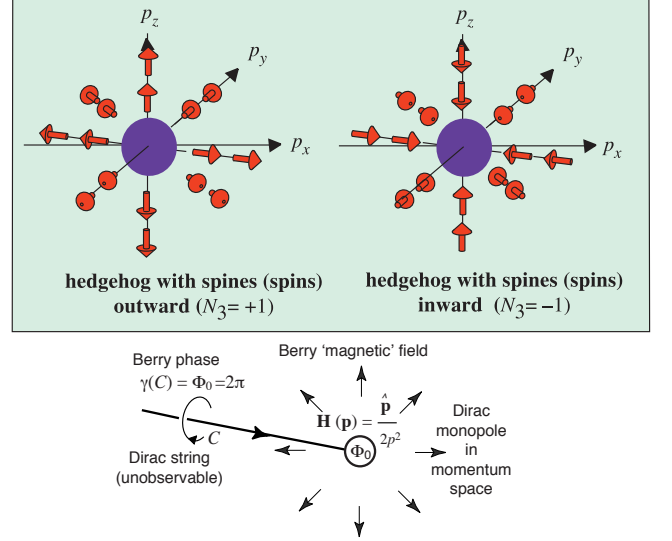 p_z
p_y
p_x
hedgehog with spines (spins)
outward (N_3 = +1)
p_z
p_y
p_x
hedgehog with spines (spins)
inward (N_3 = −1)
Berry phase
γ(C) = Φ_0 = 2π
C
Dirac string
(unobservable)
Berry ‘magnetic’ field
H (p) = p̂ / 2p²
Φ_0
Dirac
monopole
in
momentum
space